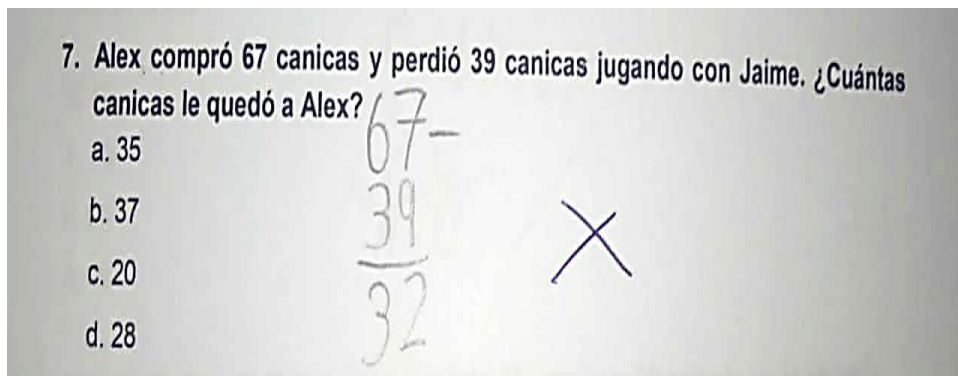 7. Alex compró 67 canicas y perdió 39 canicas jugando con Jaime. ¿Cuántas
canicas le quedó a Alex?
a. 35
b. 37
c. 20
d. 28
67-
39
32
X